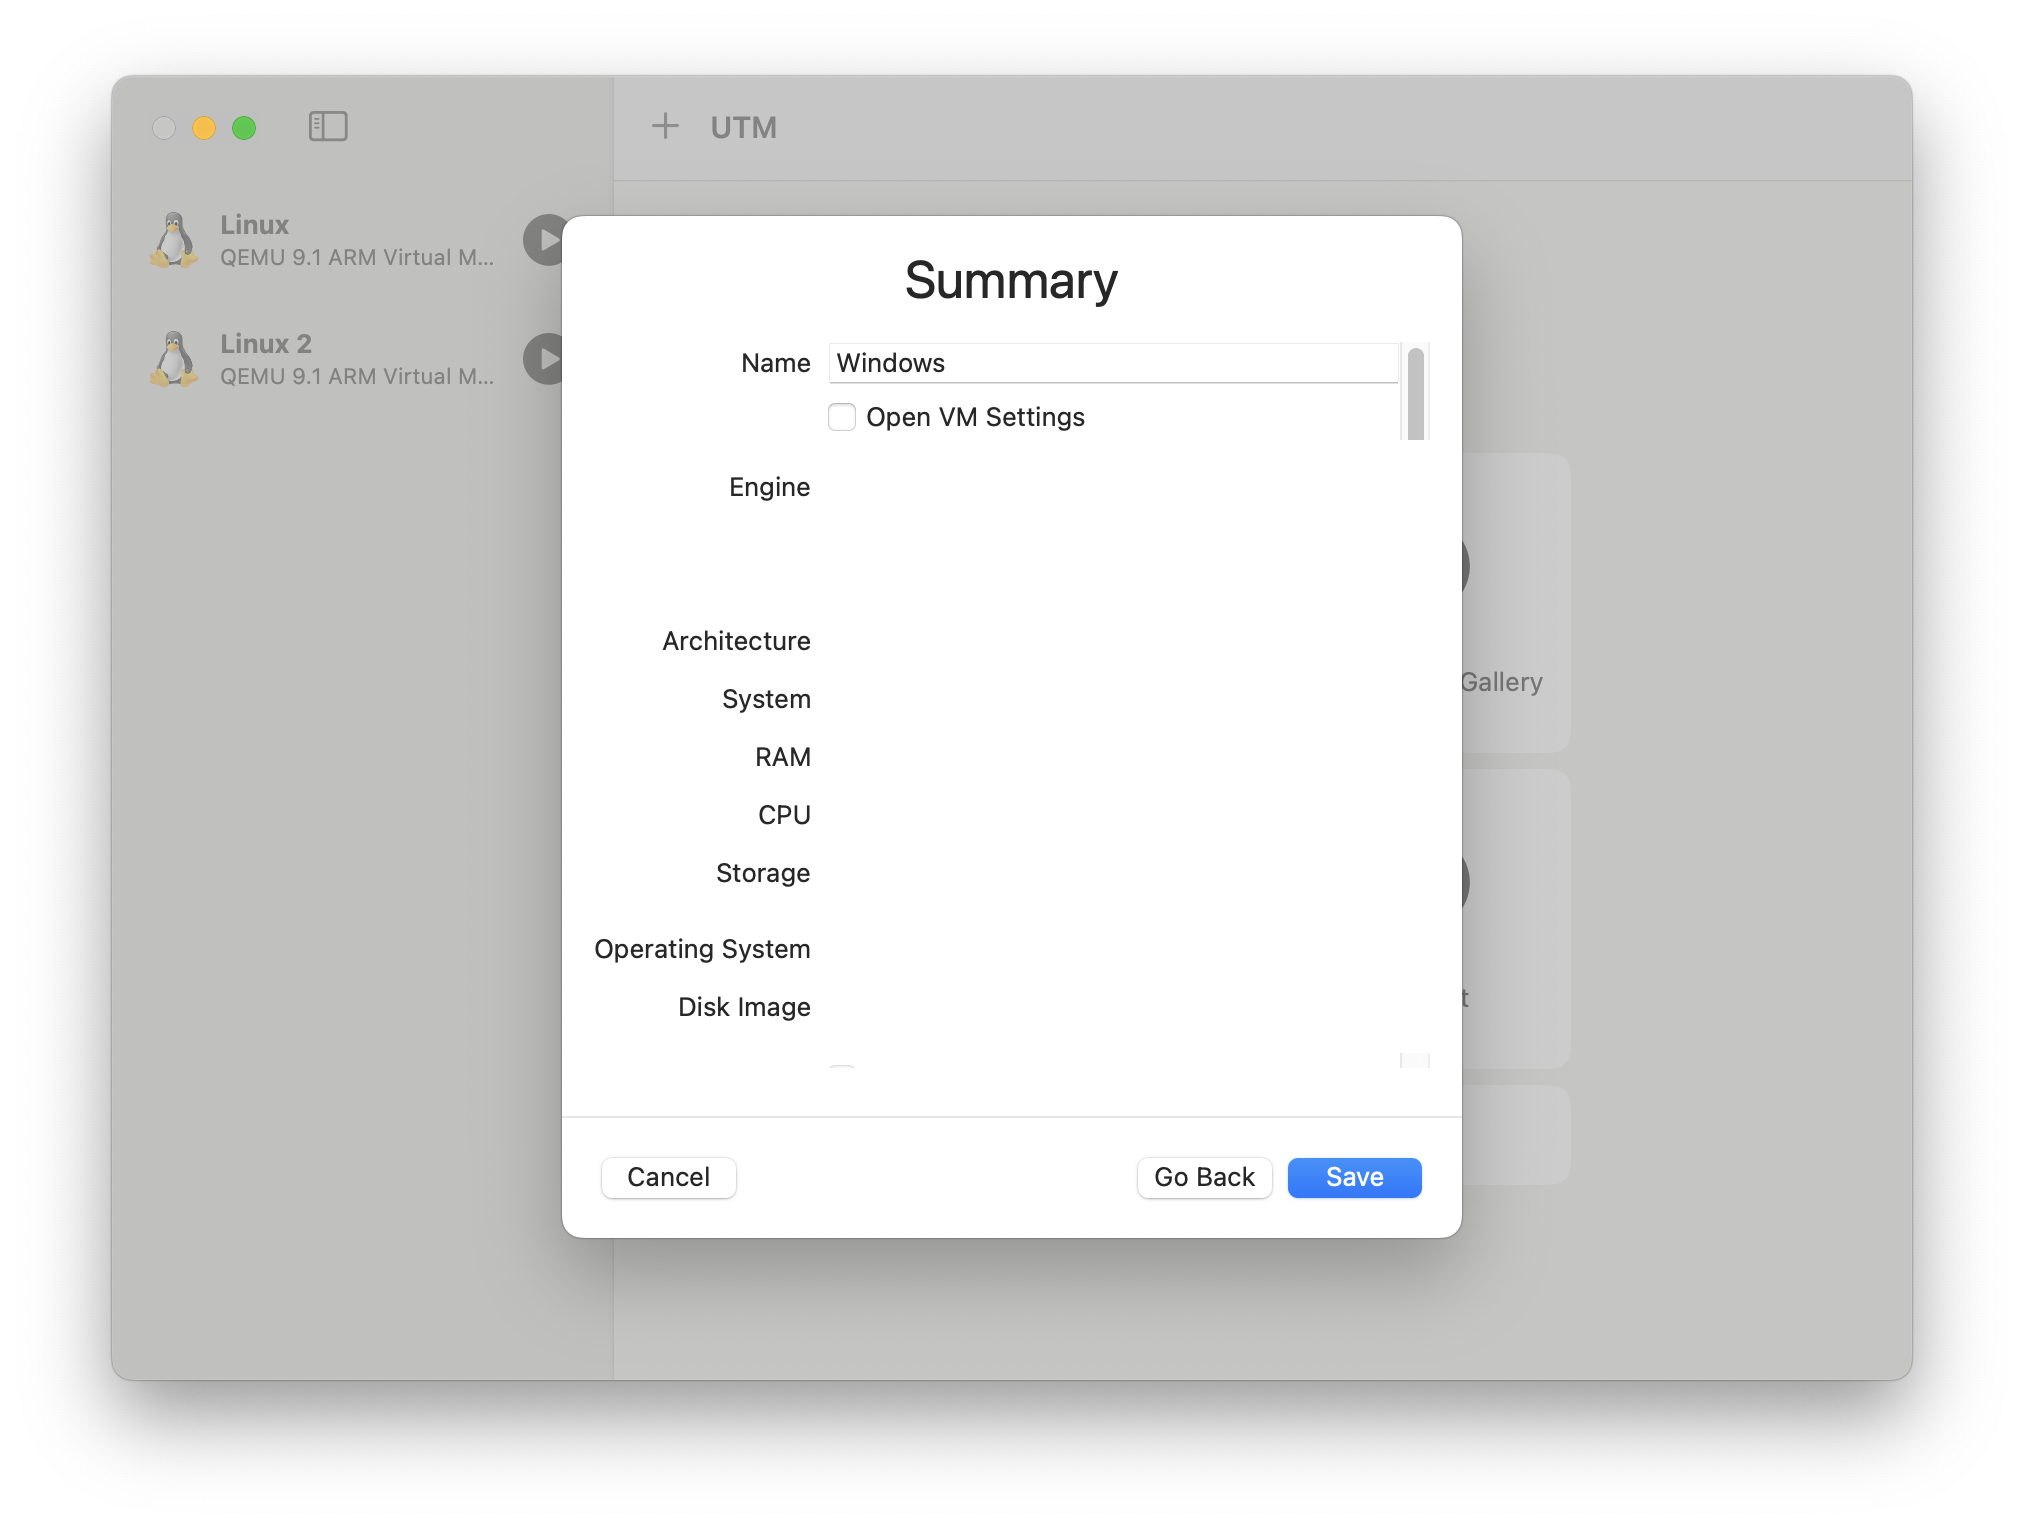 UTM
Linux
QEMU 9.1 ARM Virtual M...
Linux 2
QEMU 9.1 ARM Virtual M...
Summary
Name Windows
Open VM Settings
Engine
Architecture
System
RAM
CPU
Storage
Operating System
Disk Image
Gallery
t
Cancel Go Back Save